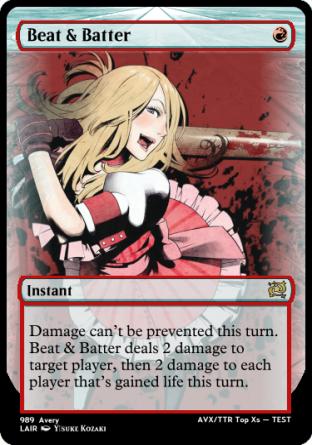 Beat & Batter
Instant
Damage can't be prevented this turn.
Beat & Batter deals 2 damage to
target player, then 2 damage to each
player that's gained life this turn.
989 Avery
AVX/TTR Top Xs — TEST
LAIR Yusuke Kozaki